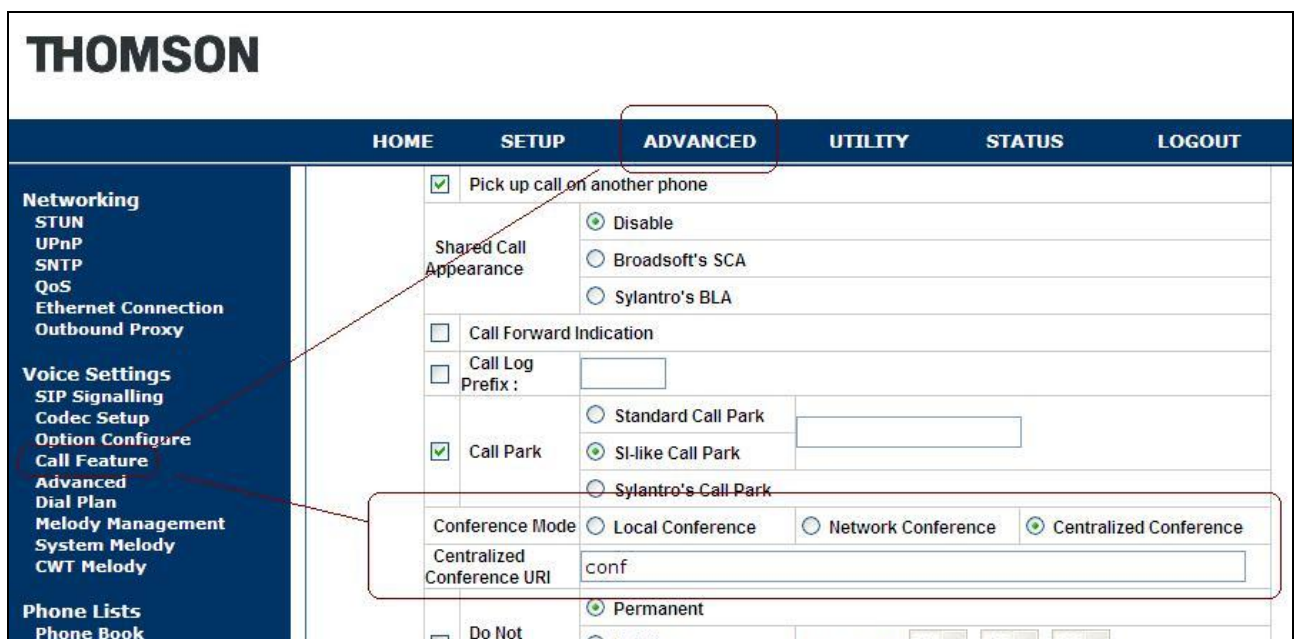 THOMSON
HOME SETUP ADVANCED UTILITY STATUS LOGOUT
Networking
STUN
UPnP
SNTP
QoS
Ethernet Connection
Outbound Proxy
Voice Settings
SIP Signalling
Codec Setup
Option Configure
Call Feature
Advanced
Dial Plan
Melody Management
System Melody
CWT Melody
Phone Lists
Phone Book
Pick up call on another phone
Shared Call
Appearance
Disable
Broadsoft's SCA
Sylantro's BLA
Call Forward Indication
Call Log
Prefix :
Call Park
Standard Call Park
SI-like Call Park
Sylantro's Call Park
Conference Mode Local Conference Network Conference Centralized Conference
Centralized
Conference URI
conf
Do Not
Permanent